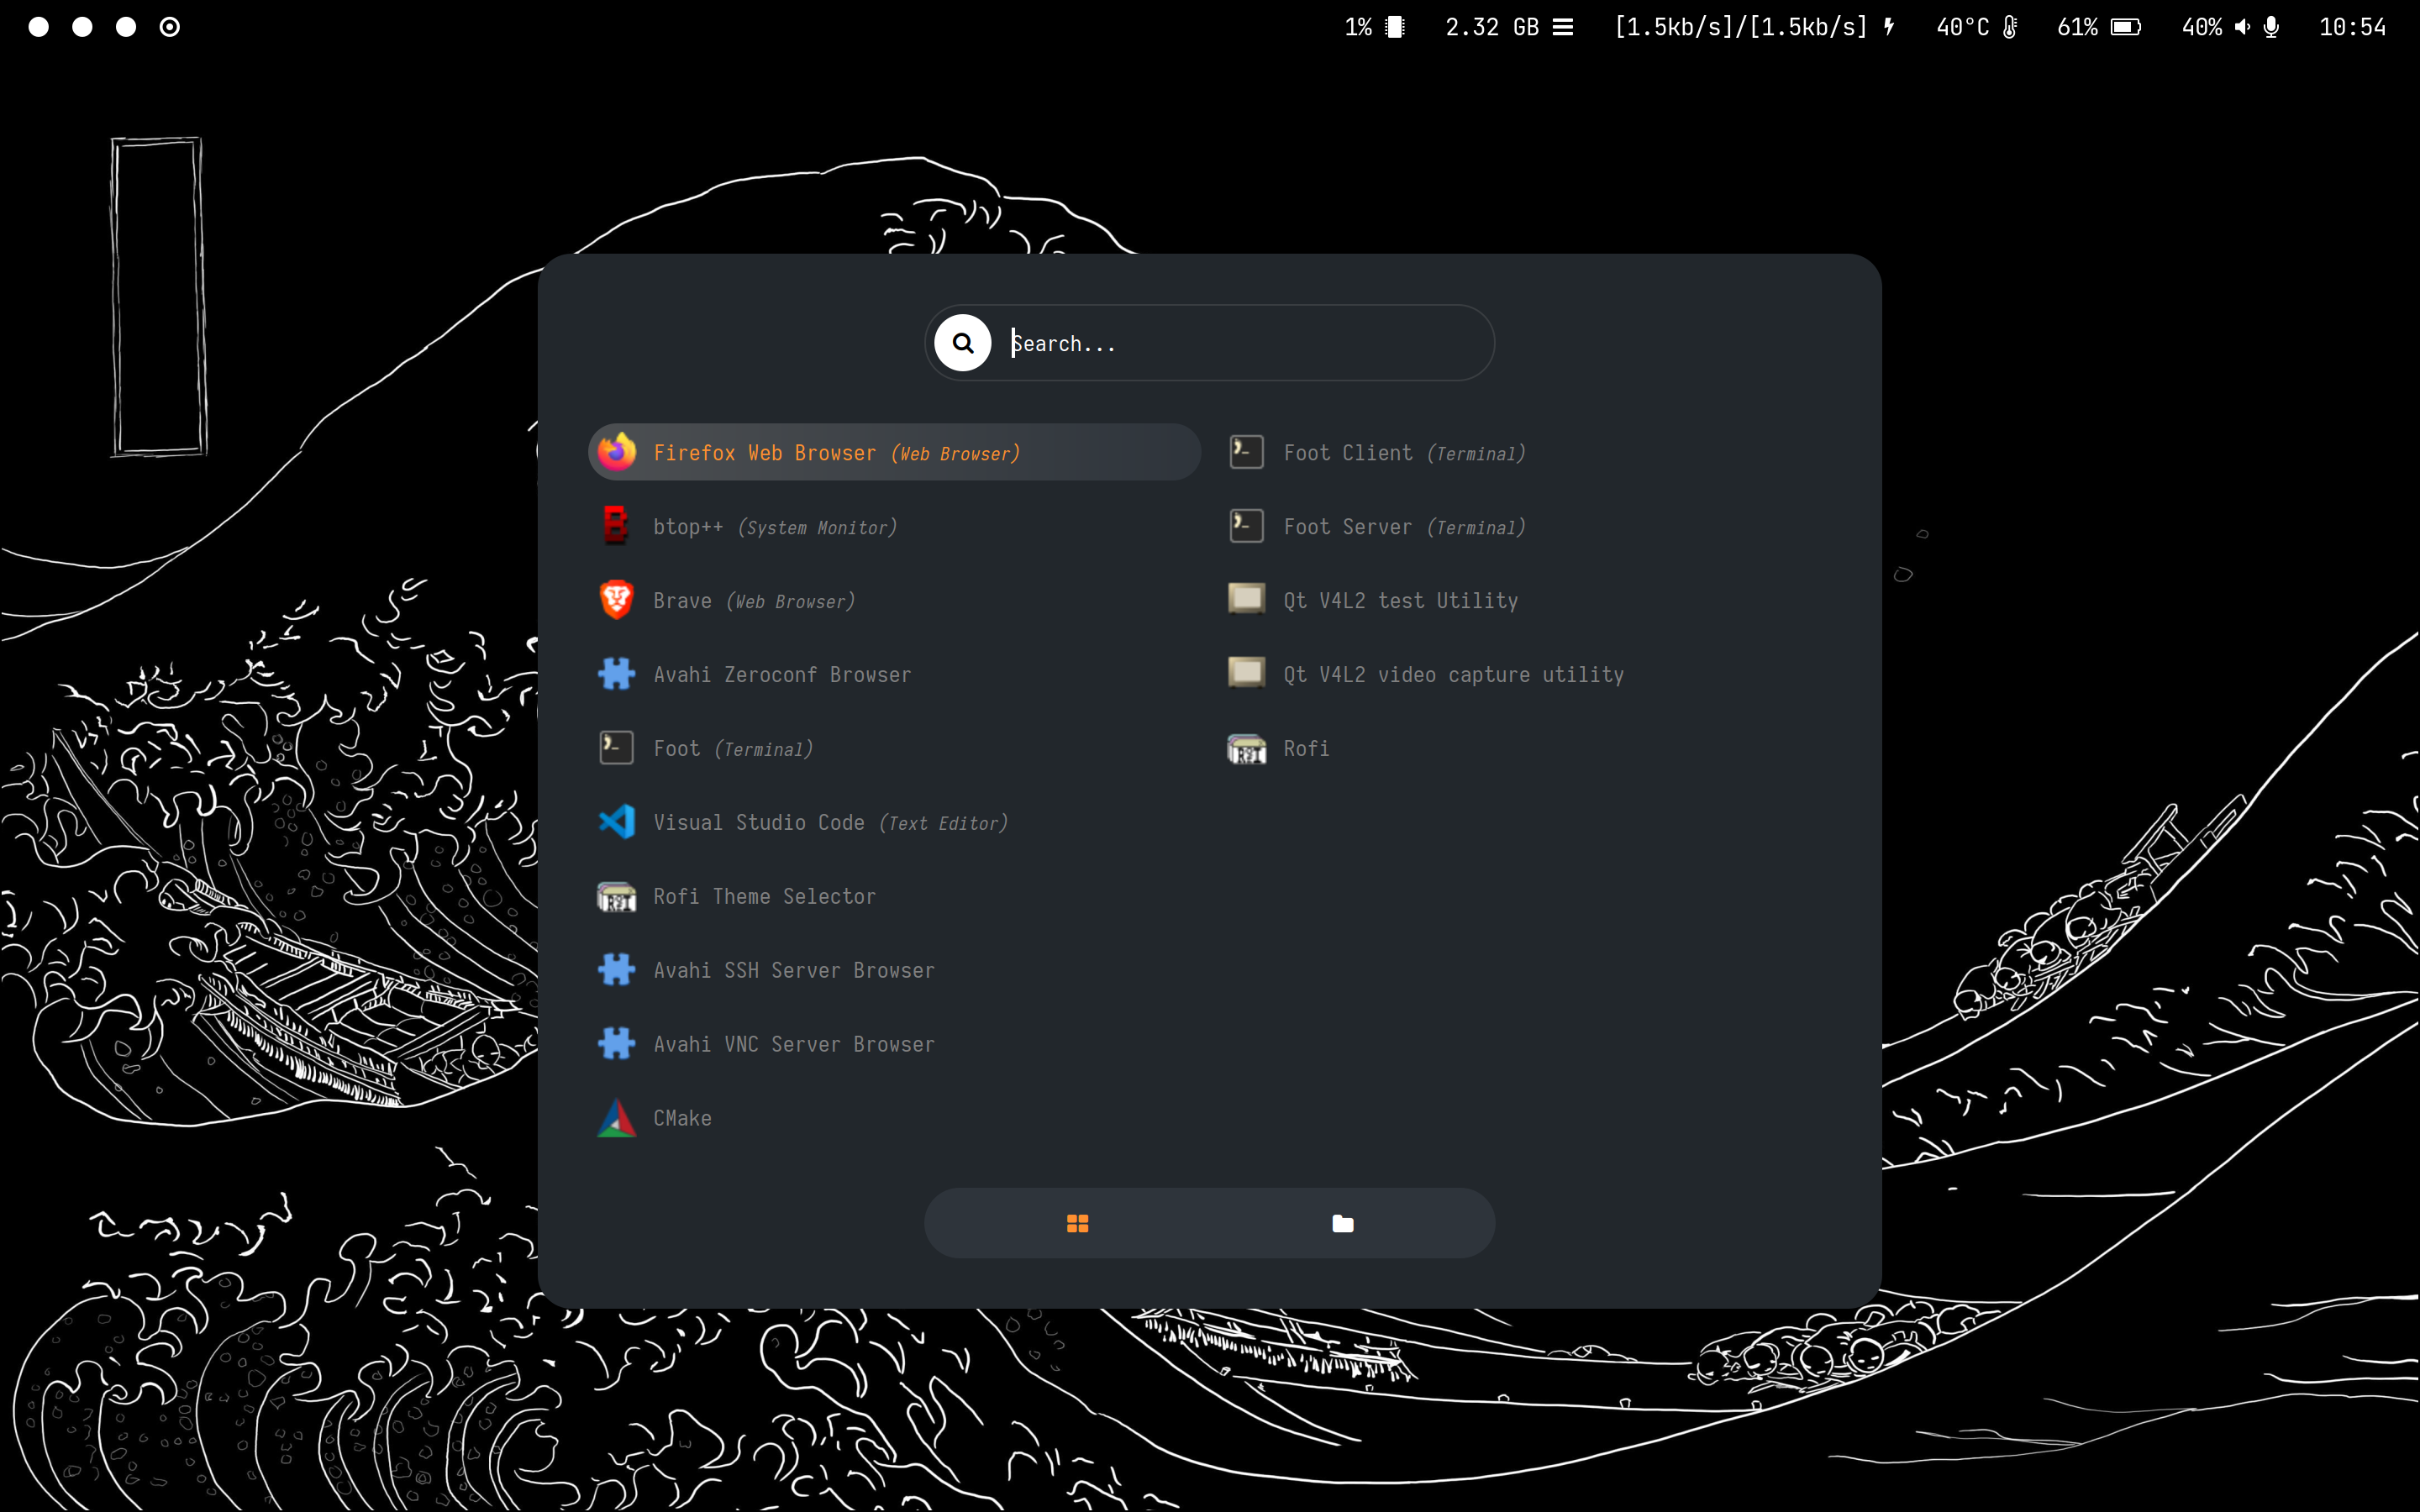 1% 2.32 GB [1.5kb/s]/[1.5kb/s] 40°C 61% 40% 10:54
Search...
Firefox Web Browser (Web Browser)
btop++ (System Monitor)
Brave (Web Browser)
Avahi Zeroconf Browser
Foot (Terminal)
Visual Studio Code (Text Editor)
Rofi Theme Selector
Avahi SSH Server Browser
Avahi VNC Server Browser
CMake
Foot Client (Terminal)
Foot Server (Terminal)
Qt V4L2 test Utility
Qt V4L2 video capture utility
Rofi